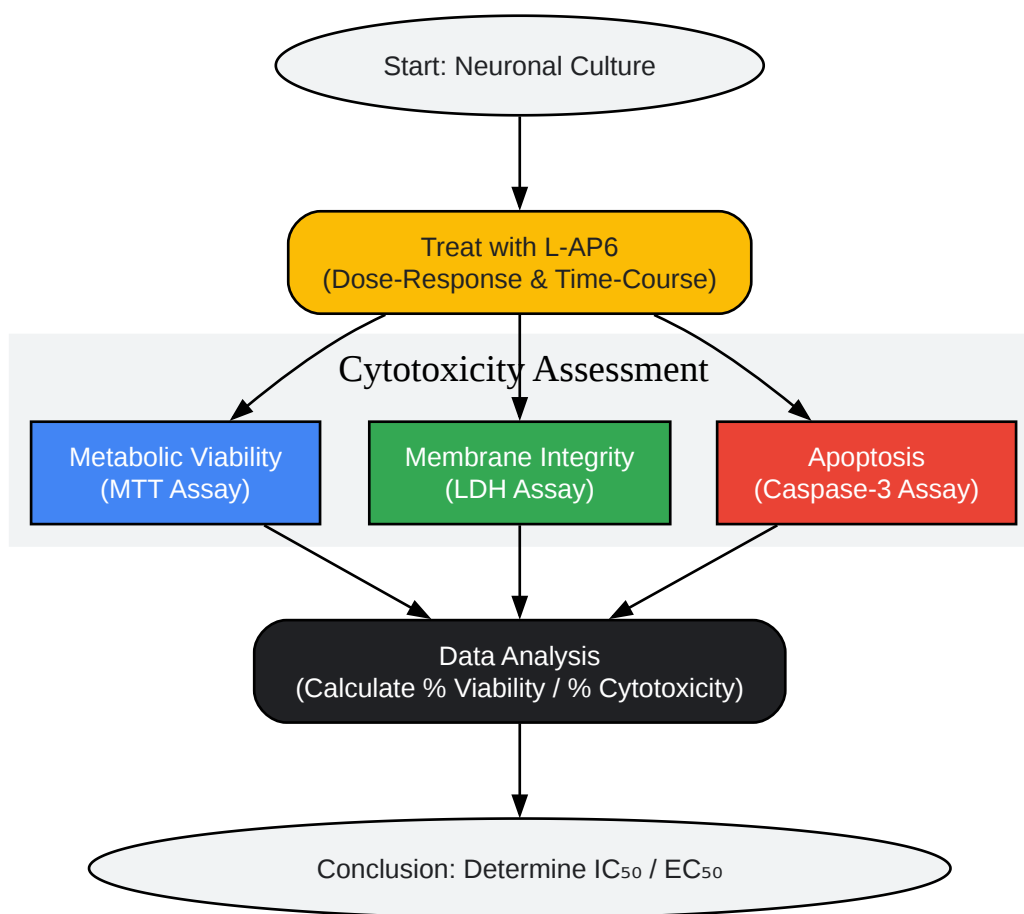 Start: Neuronal Culture
Treat with L-AP6
(Dose-Response & Time-Course)
Cytotoxicity Assessment
Metabolic Viability
(MTT Assay)
Membrane Integrity
(LDH Assay)
Apoptosis
(Caspase-3 Assay)
Data Analysis
(Calculate % Viability / % Cytotoxicity)
Conclusion: Determine IC₅₀ / EC₅₀